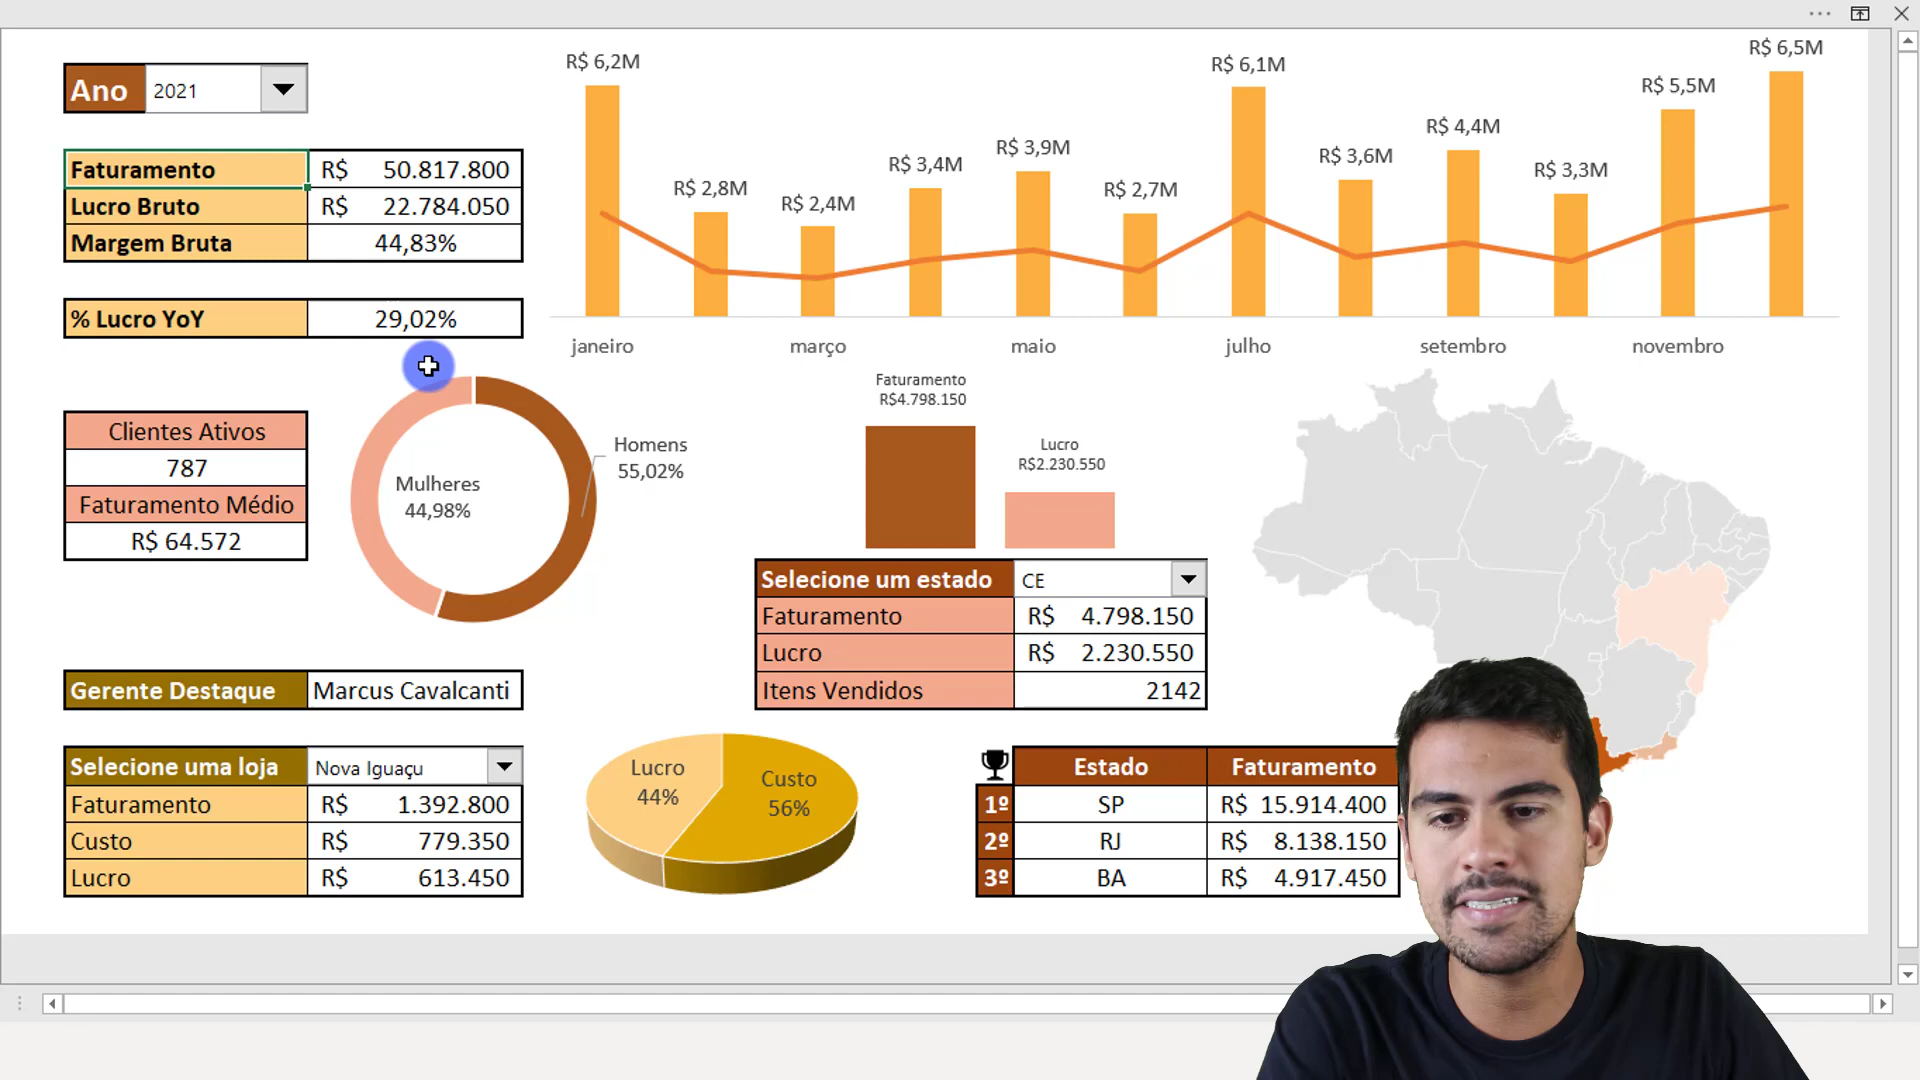 Ano 2021
Faturamento R$ 50.817.800
Lucro Bruto R$ 22.784.050
Margem Bruta 44,83%
% Lucro YoY 29,02%
R$ 6,2M
R$ 2,8M
R$ 2,4M
R$ 3,4M
R$ 3,9M
R$ 2,7M
R$ 6,1M
R$ 3,6M
R$ 4,4M
R$ 3,3M
R$ 5,5M
R$ 6,5M
janeiro março maio julho setembro novembro
Clientes Ativos
787
Faturamento Médio
R$ 64.572
Mulheres
44,98%
Homens
55,02%
Faturamento
R$4.798.150
Lucro
R$2.230.550
Selecione um estado CE
Faturamento R$ 4.798.150
Lucro R$ 2.230.550
Itens Vendidos 2142
Gerente Destaque Marcus Cavalcanti
Selecione uma loja Nova Iguaçu
Faturamento R$ 1.392.800
Custo R$ 779.350
Lucro R$ 613.450
Lucro
44%
Custo
56%
Estado Faturamento
1º SP R$ 15.914.400
2º RJ R$ 8.138.150
3º BA R$ 4.917.450